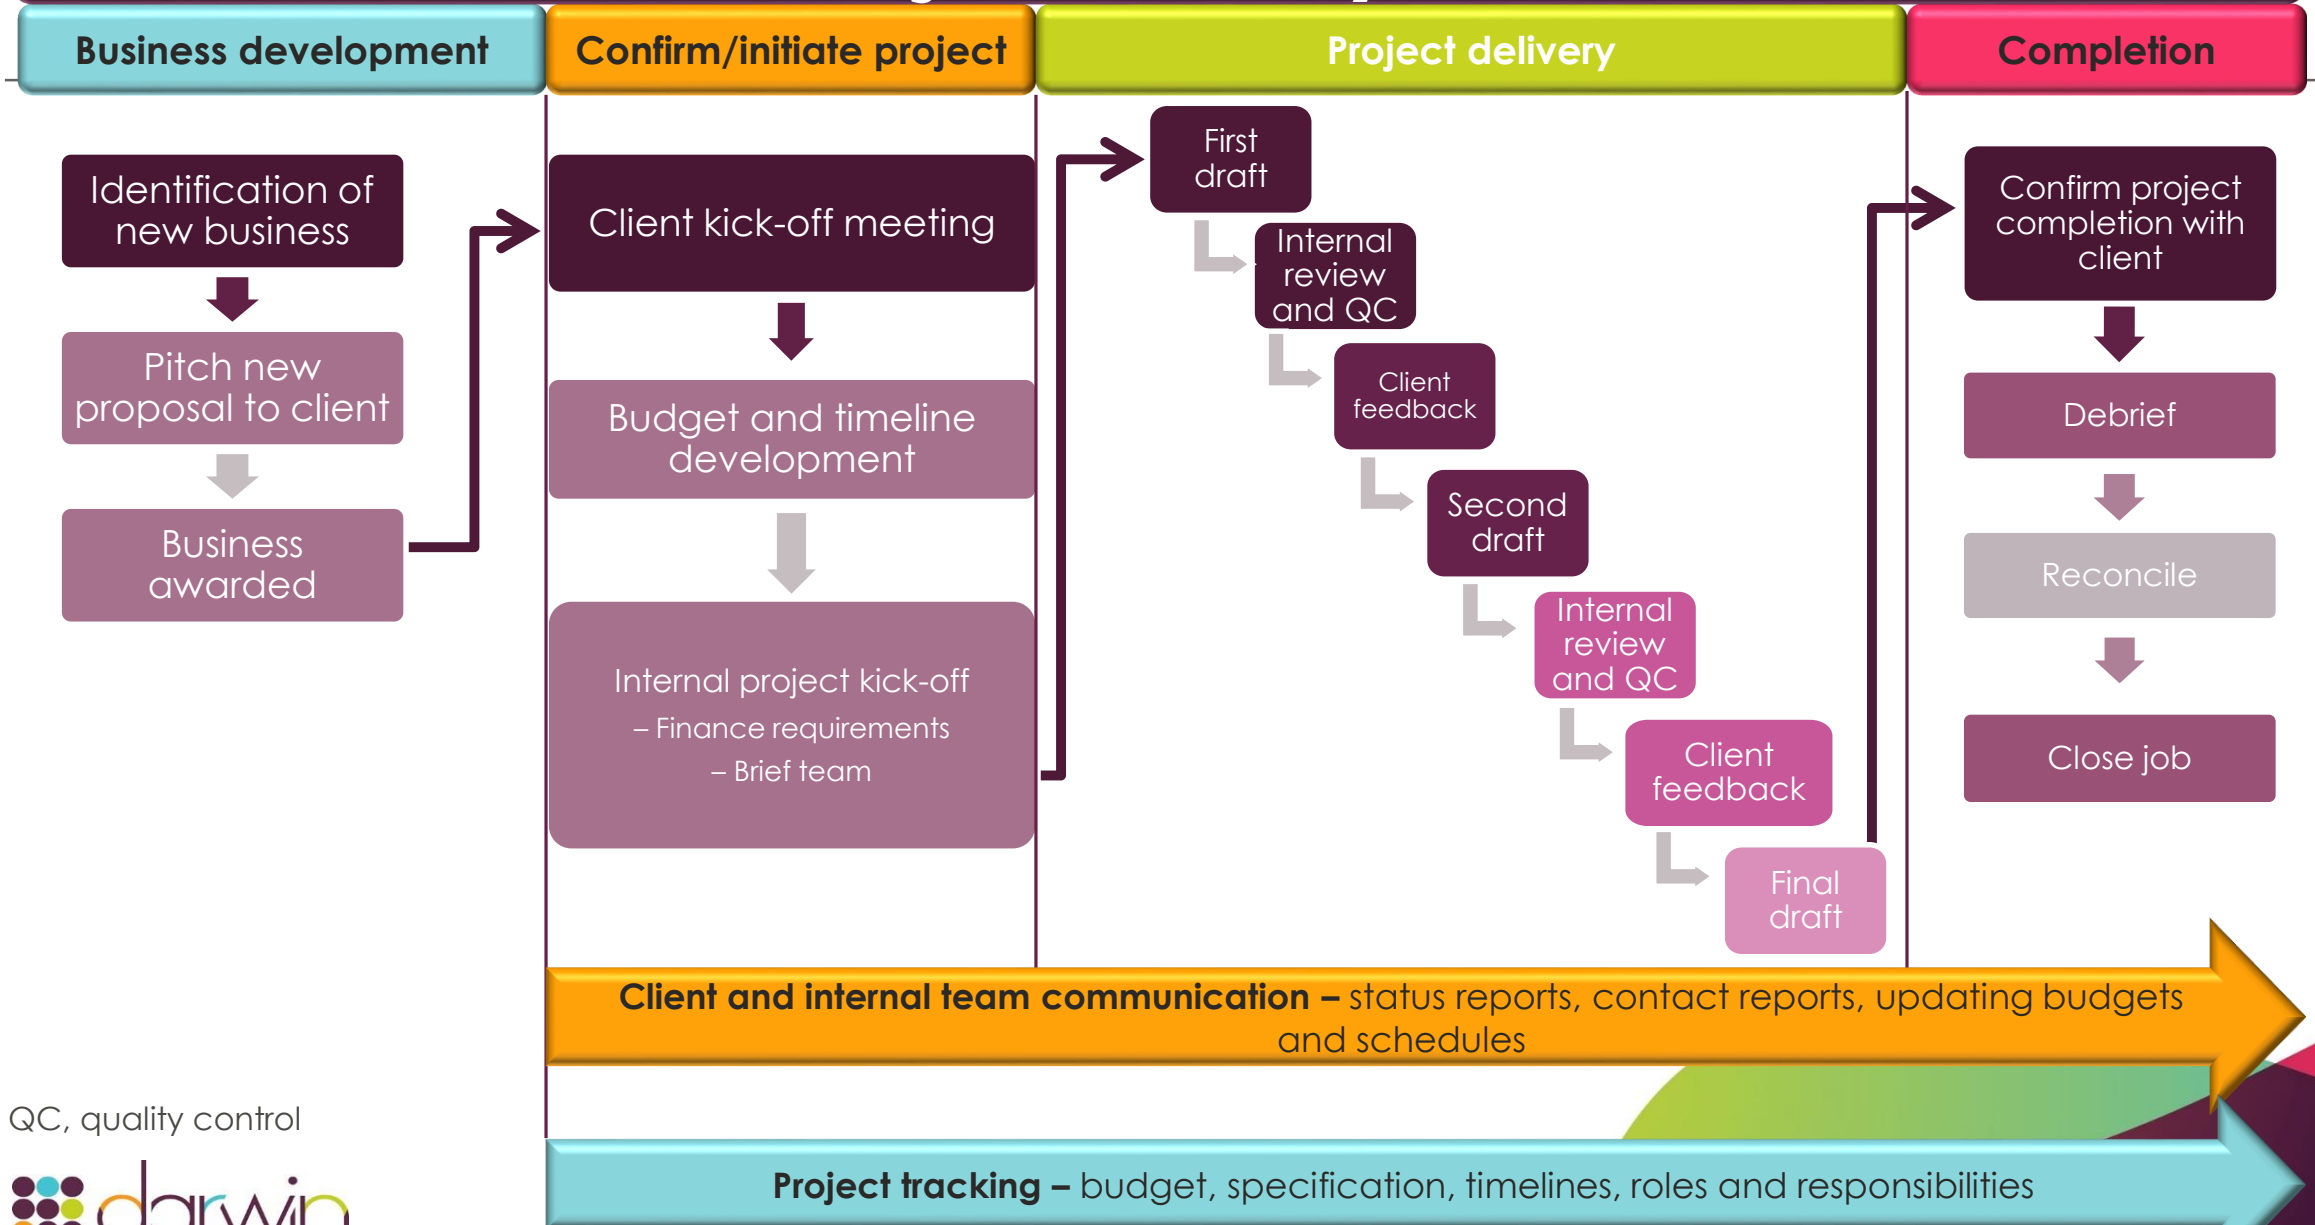 Business development
Confirm/initiate project
Project delivery
Completion
Identification of
new business
Pitch new
proposal to client
Business
awarded
Client kick-off meeting
Budget and timeline
development
Internal project kick-off
– Finance requirements
– Brief team
First
draft
Internal
review
and QC
Client
feedback
Second
draft
Internal
review
and QC
Client
feedback
Final
draft
Confirm project
completion with
client
Debrief
Reconcile
Close job
Client and internal team communication – status reports, contact reports, updating budgets
and schedules
QC, quality control
Project tracking – budget, specification, timelines, roles and responsibilities
darwin